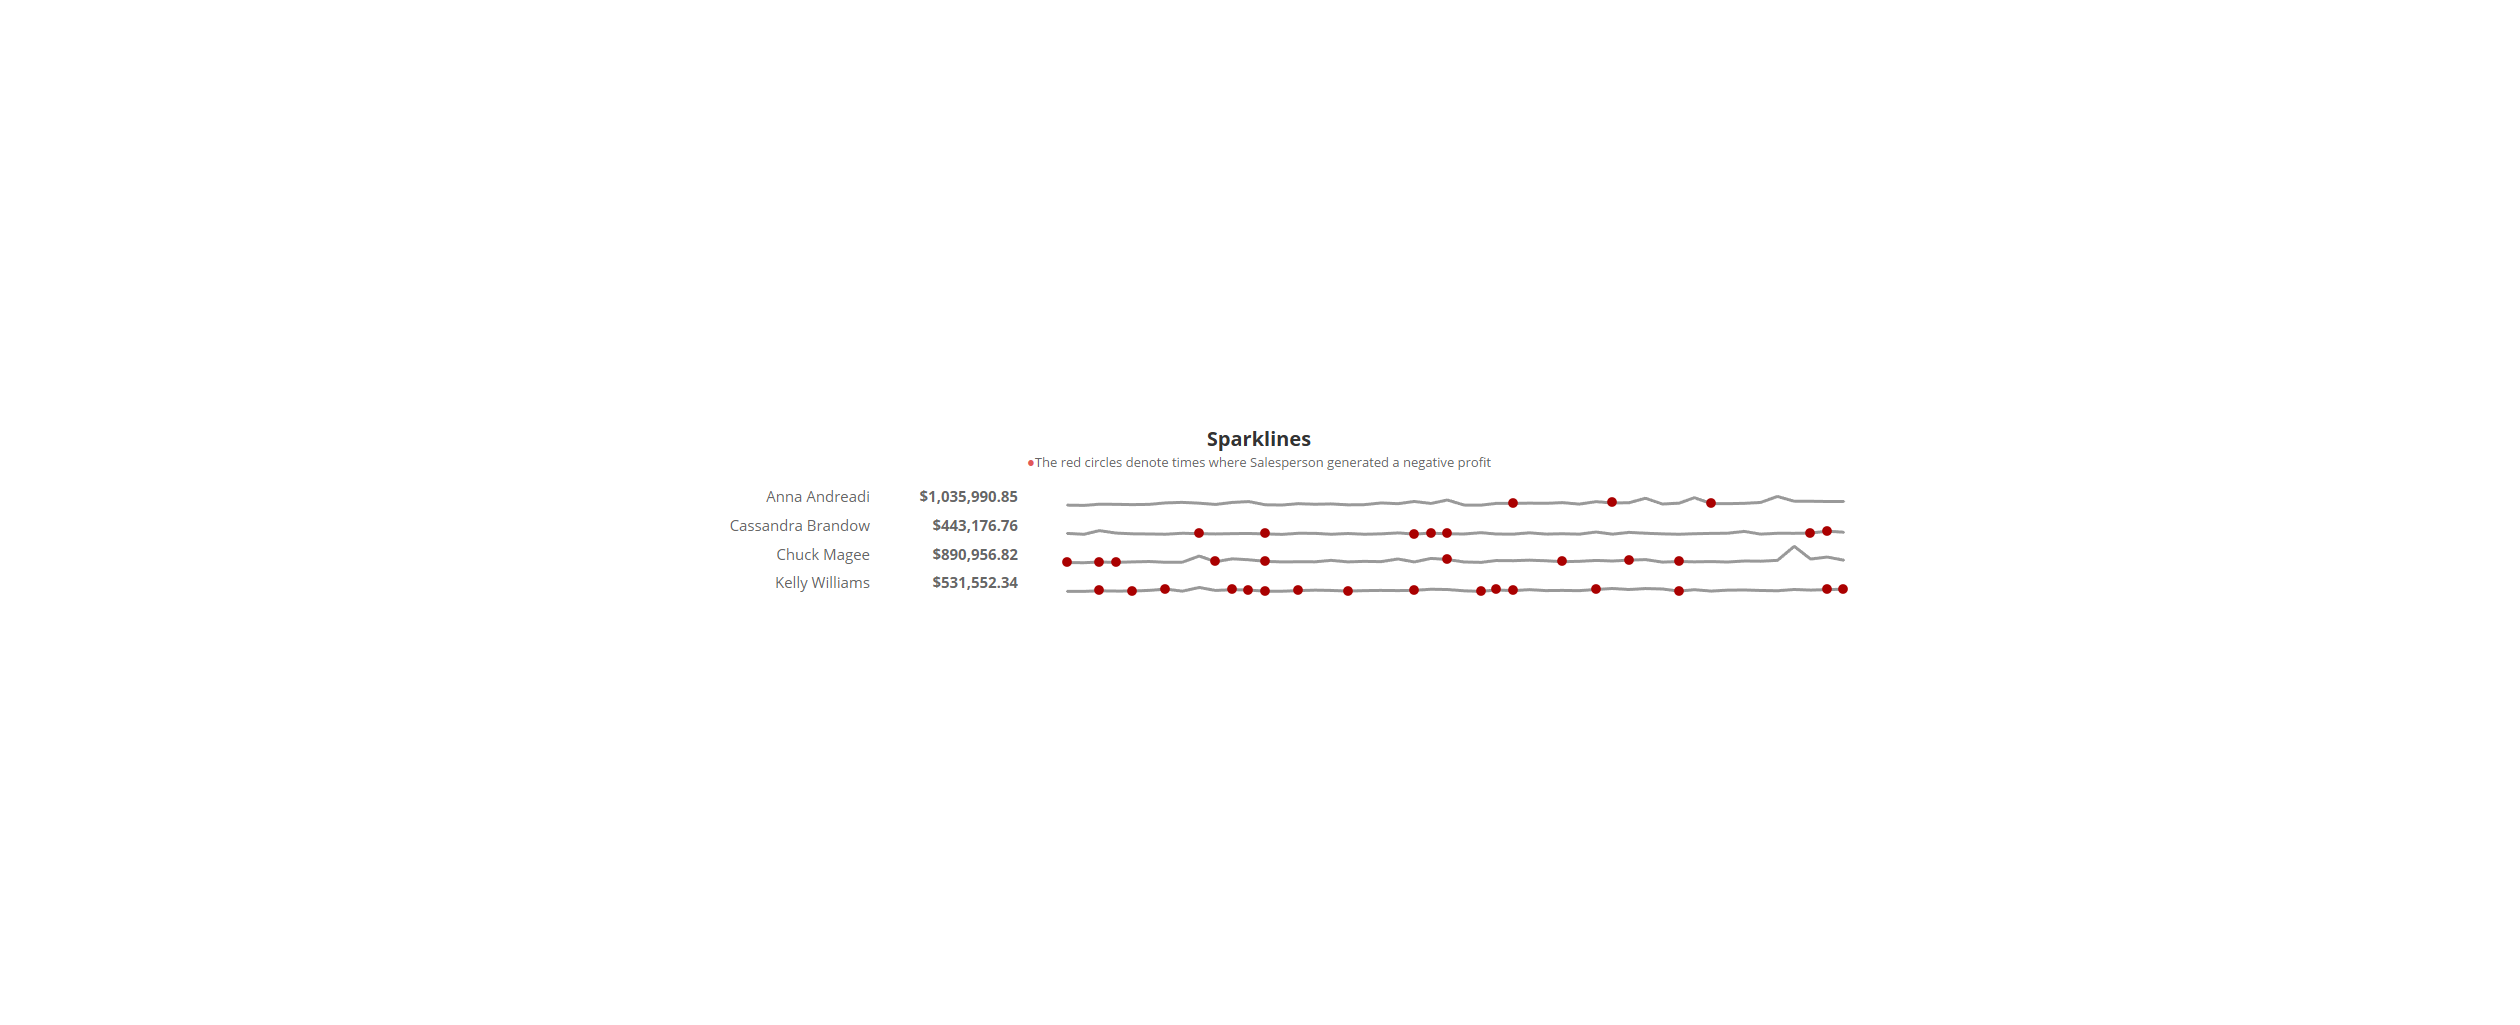 Sparklines
●The red circles denote times where Salesperson generated a negative profit
Anna Andreadi $1,035,990.85
Cassandra Brandow $443,176.76
Chuck Magee $890,956.82
Kelly Williams $531,552.34